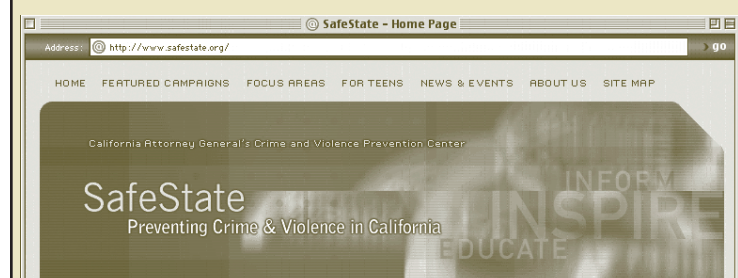 SafeState – Home Page
Address: http://www.safestate.org/ go
HOME FEATURED CAMPAIGNS FOCUS AREAS FOR TEENS NEWS & EVENTS ABOUT US SITE MAP
California Attorney General's Crime and Violence Prevention Center
SafeState
Preventing Crime & Violence in California
INFORM
INSPIRE
EDUCATE